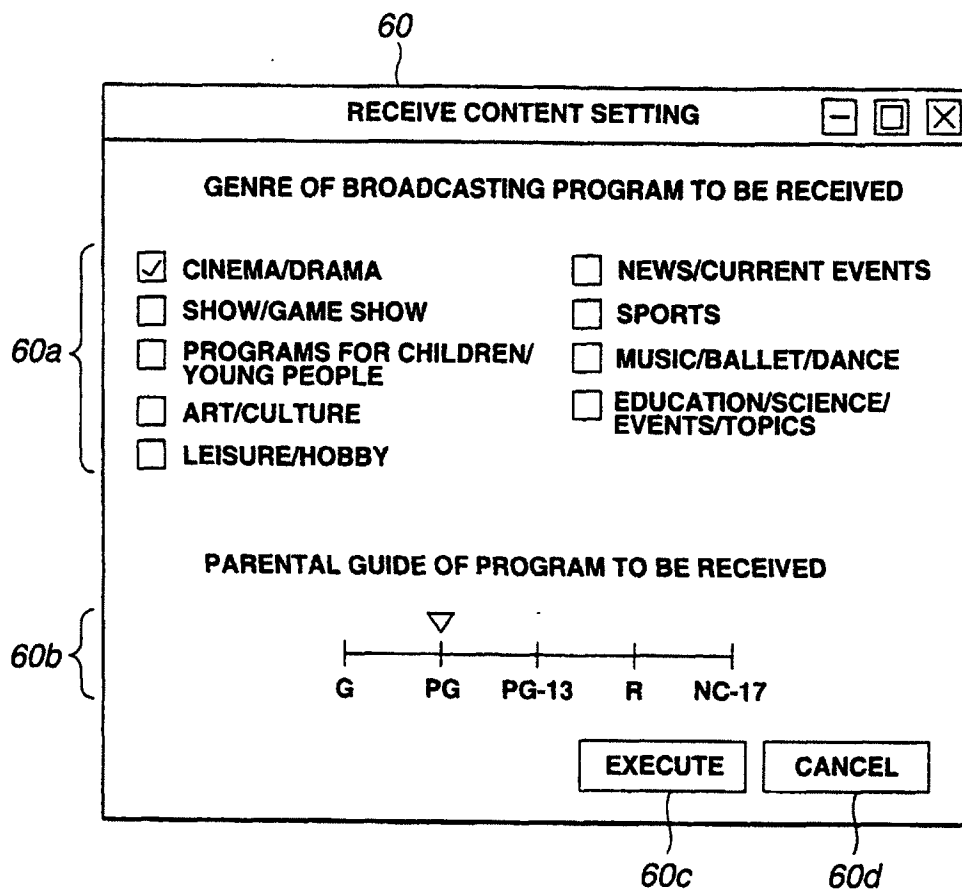 60
RECEIVE CONTENT SETTING
GENRE OF BROADCASTING PROGRAM TO BE RECEIVED
60a
CINEMA/DRAMA
SHOW/GAME SHOW
PROGRAMS FOR CHILDREN/
YOUNG PEOPLE
ART/CULTURE
LEISURE/HOBBY
NEWS/CURRENT EVENTS
SPORTS
MUSIC/BALLET/DANCE
EDUCATION/SCIENCE/
EVENTS/TOPICS
PARENTAL GUIDE OF PROGRAM TO BE RECEIVED
60b
G PG PG-13 R NC-17
EXECUTE CANCEL
60c 60d